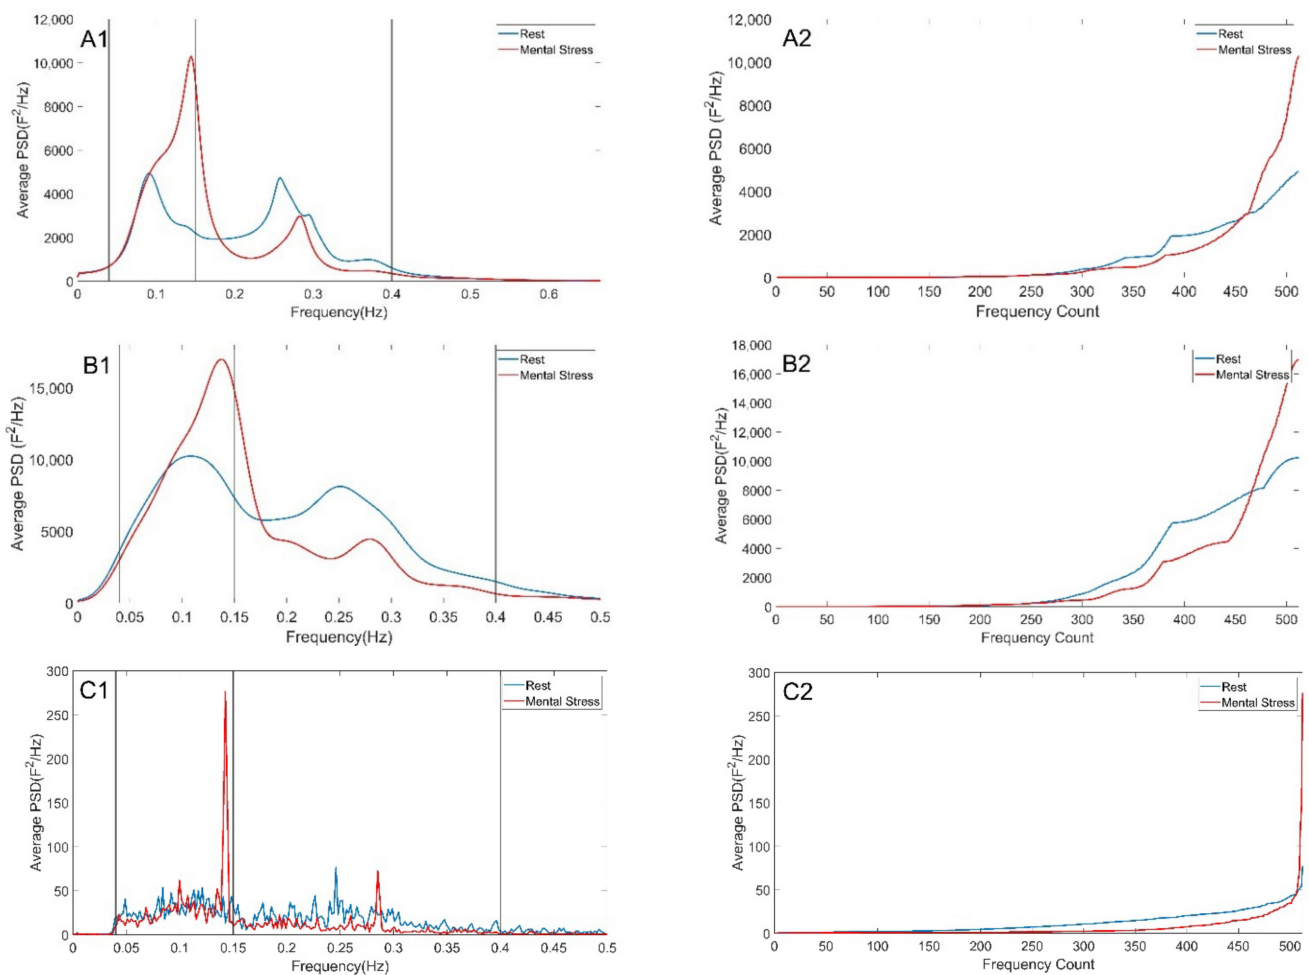 A1
12,000
10,000
8000
6000
4000
2000
0
Average PSD(F²/Hz)
Rest
Mental Stress
0 0.1 0.2 0.3 0.4 0.5 0.6
Frequency(Hz)
A2
12,000
10,000
8000
6000
4000
2000
0
Average PSD (F²/Hz)
Rest
Mental Stress
0 50 100 150 200 250 300 350 400 450 500
Frequency Count
B1
15,000
10,000
5000
0
Average PSD (F²/Hz)
Rest
Mental Stress
0 0.05 0.1 0.15 0.2 0.25 0.3 0.35 0.4 0.45 0.5
Frequency(Hz)
B2
18,000
16,000
14,000
12,000
10,000
8000
6000
4000
2000
0
Average PSD(F²/Hz)
Rest
Mental Stress
0 50 100 150 200 250 300 350 400 450 500
Frequency Count
C1
300
250
200
150
100
50
0
Average PSD(F²/Hz)
Rest
Mental Stress
0 0.05 0.1 0.15 0.2 0.25 0.3 0.35 0.4 0.45 0.5
Frequency(Hz)
C2
300
250
200
150
100
50
0
Average PSD(F²/Hz)
Rest
Mental Stress
0 100 200 250 300 350 400 450 500
Frequency Count